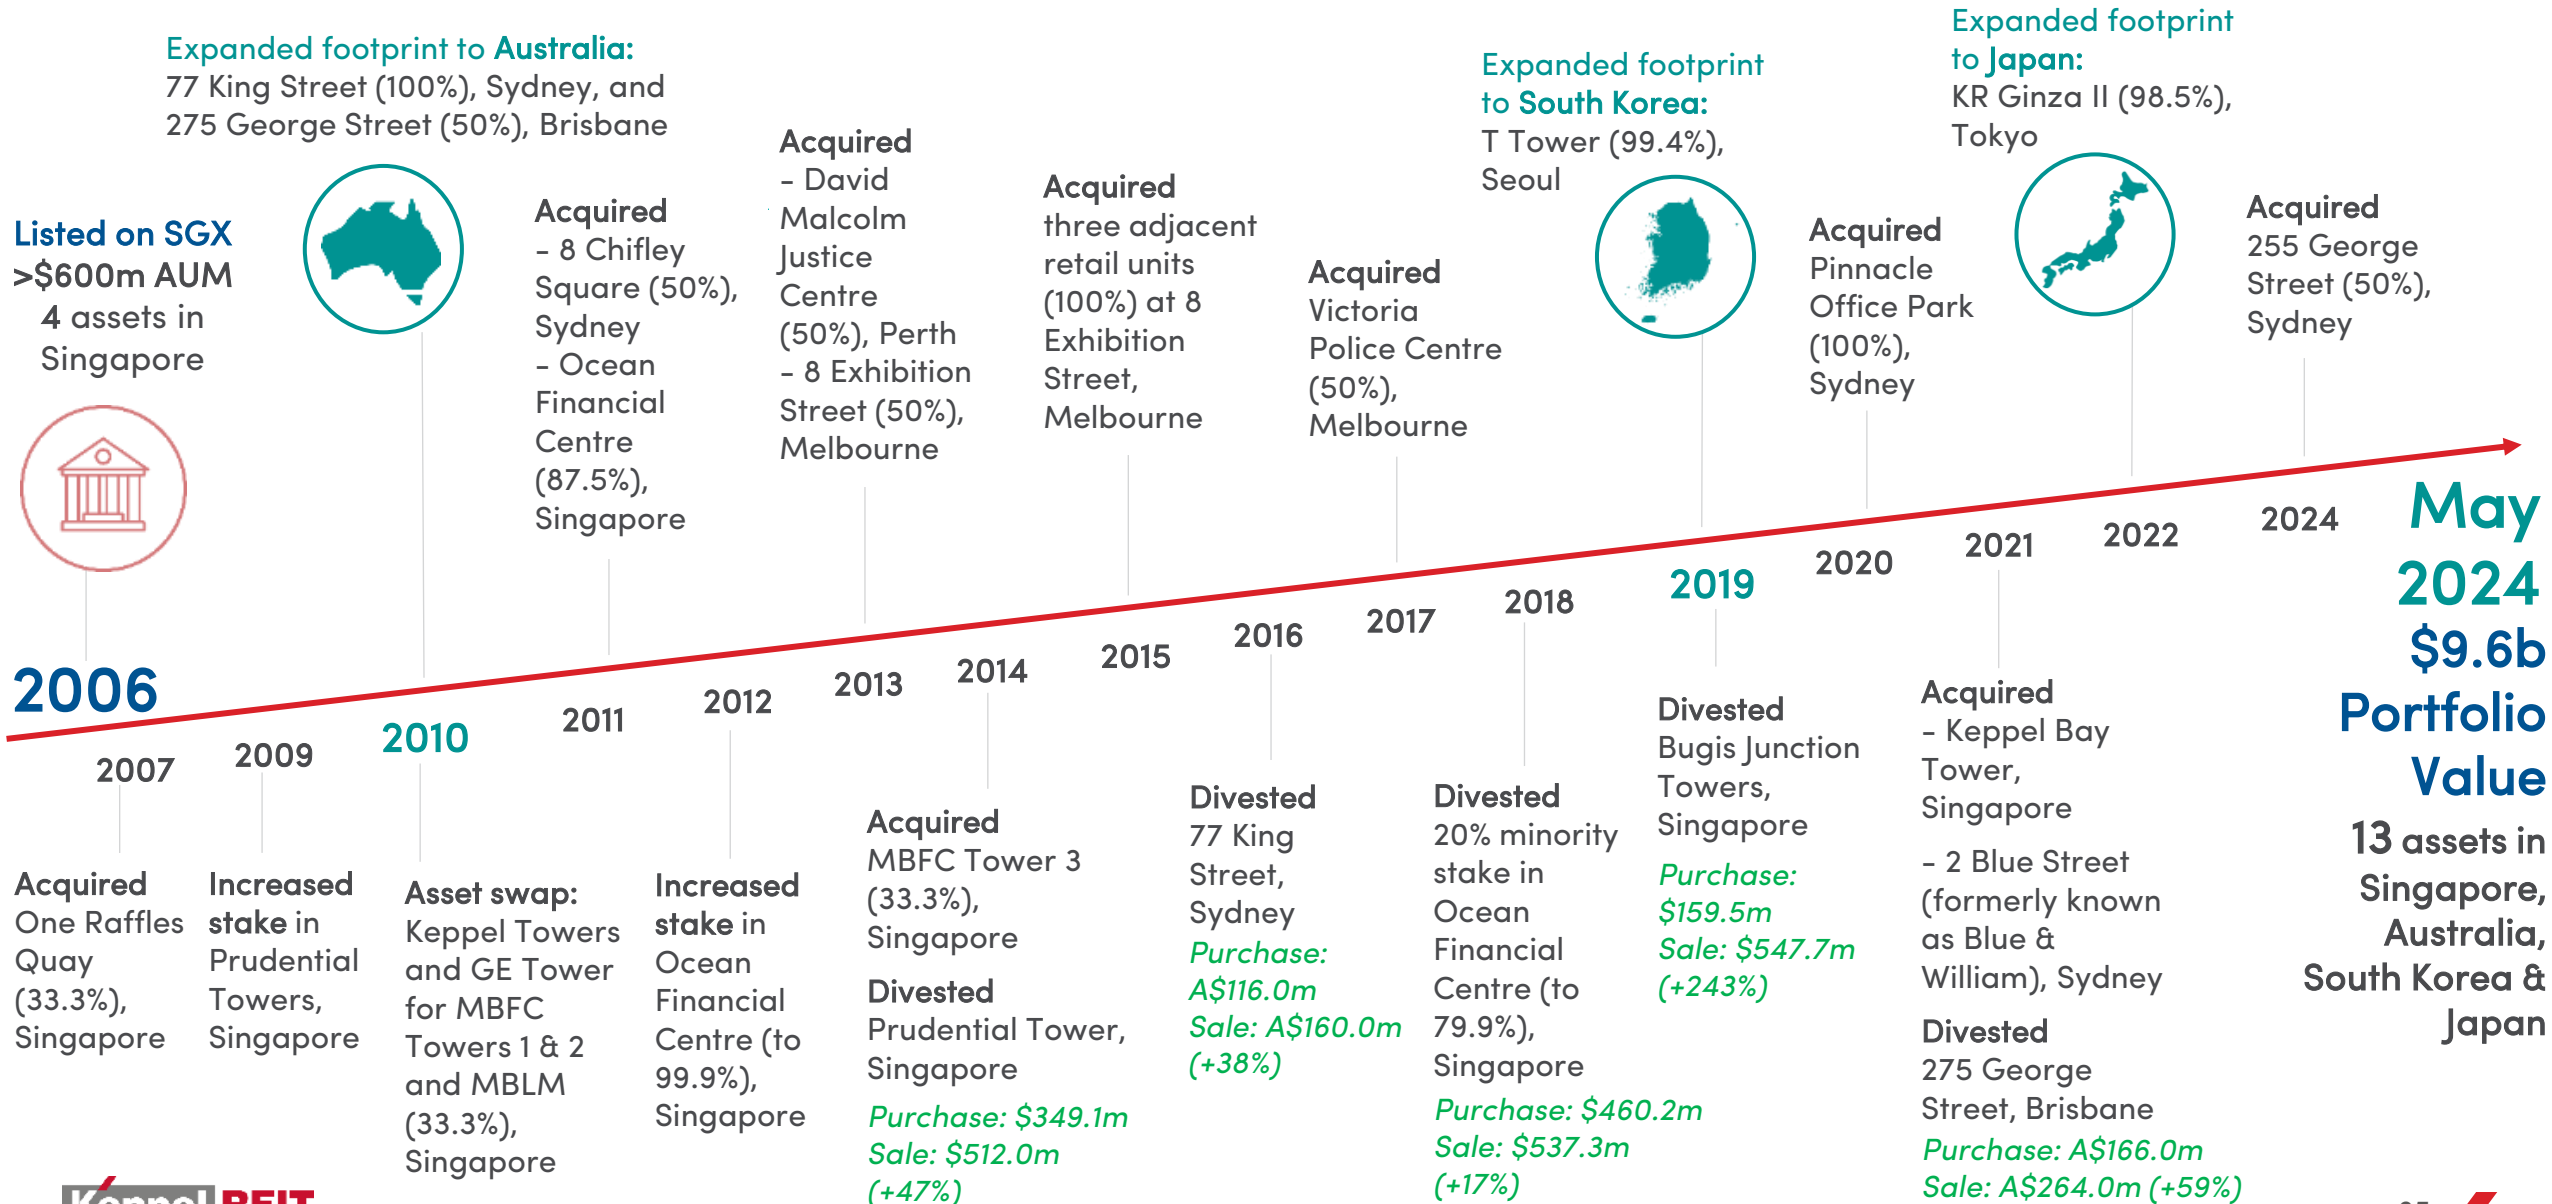 Expanded footprint to Australia:
77 King Street (100%), Sydney, and
275 George Street (50%), Brisbane
Expanded footprint
to South Korea:
T Tower (99.4%),
Seoul
Expanded footprint
to Japan:
KR Ginza II (98.5%),
Tokyo
Listed on SGX
>$600m AUM
4 assets in
Singapore
Acquired
- 8 Chifley
Square (50%),
Sydney
- Ocean
Financial
Centre
(87.5%),
Singapore
Acquired
- David
Malcolm
Justice
Centre
(50%), Perth
- 8 Exhibition
Street (50%),
Melbourne
Acquired
three adjacent
retail units
(100%) at 8
Exhibition
Street,
Melbourne
Acquired
Victoria
Police Centre
(50%),
Melbourne
Acquired
Pinnacle
Office Park
(100%),
Sydney
Acquired
255 George
Street (50%),
Sydney
2006
2007
2009
2010
2011
2012
2013
2014
2015
2016
2017
2018
2019
2020
2021
2022
2024
May
2024
$9.6b
Portfolio
Value
13 assets in
Singapore,
Australia,
South Korea &
Japan
Acquired
One Raffles
Quay
(33.3%),
Singapore
Increased
stake in
Prudential
Towers,
Singapore
Asset swap:
Keppel Towers
and GE Tower
for MBFC
Towers 1 & 2
and MBLM
(33.3%),
Singapore
Increased
stake in
Ocean
Financial
Centre (to
99.9%),
Singapore
Acquired
MBFC Tower 3
(33.3%),
Singapore
Divested
Prudential Tower,
Singapore
Purchase: $349.1m
Sale: $512.0m
(+47%)
Divested
77 King
Street,
Sydney
Purchase:
A$116.0m
Sale: A$160.0m
(+38%)
Divested
20% minority
stake in
Ocean
Financial
Centre (to
79.9%),
Singapore
Purchase: $460.2m
Sale: $537.3m
(+17%)
Divested
Bugis Junction
Towers,
Singapore
Purchase:
$159.5m
Sale: $547.7m
(+243%)
Acquired
- Keppel Bay
Tower,
Singapore
- 2 Blue Street
(formerly known
as Blue &
William), Sydney
Divested
275 George
Street, Brisbane
Purchase: A$166.0m
Sale: A$264.0m (+59%)
Keppel REIT